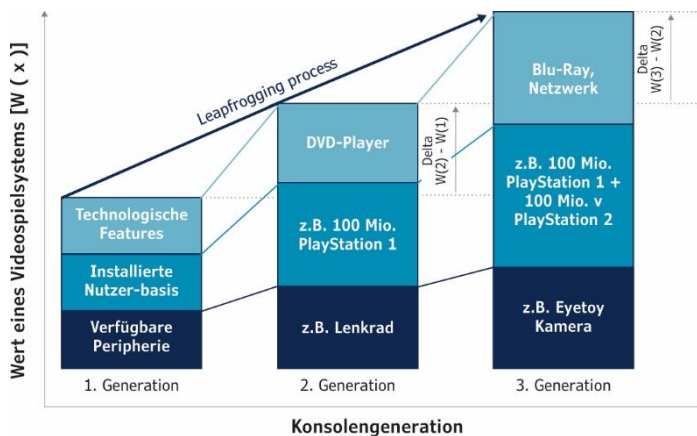 Wert eines Videospielsystems [W ( x )]
Leapfrogging process
Technologische
Features
Installierte
Nutzer-basis
Verfügbare
Peripherie
DVD-Player
z.B. 100 Mio.
PlayStation 1
z.B. Lenkrad
Delta
W(2) - W(1)
Blu-Ray,
Netzwerk
z.B. 100 Mio.
PlayStation 1 +
100 Mio. v
PlayStation 2
z.B. Eyetoy
Kamera
Delta
W(3) - W(2)
1. Generation
2. Generation
3. Generation
Konsolengeneration